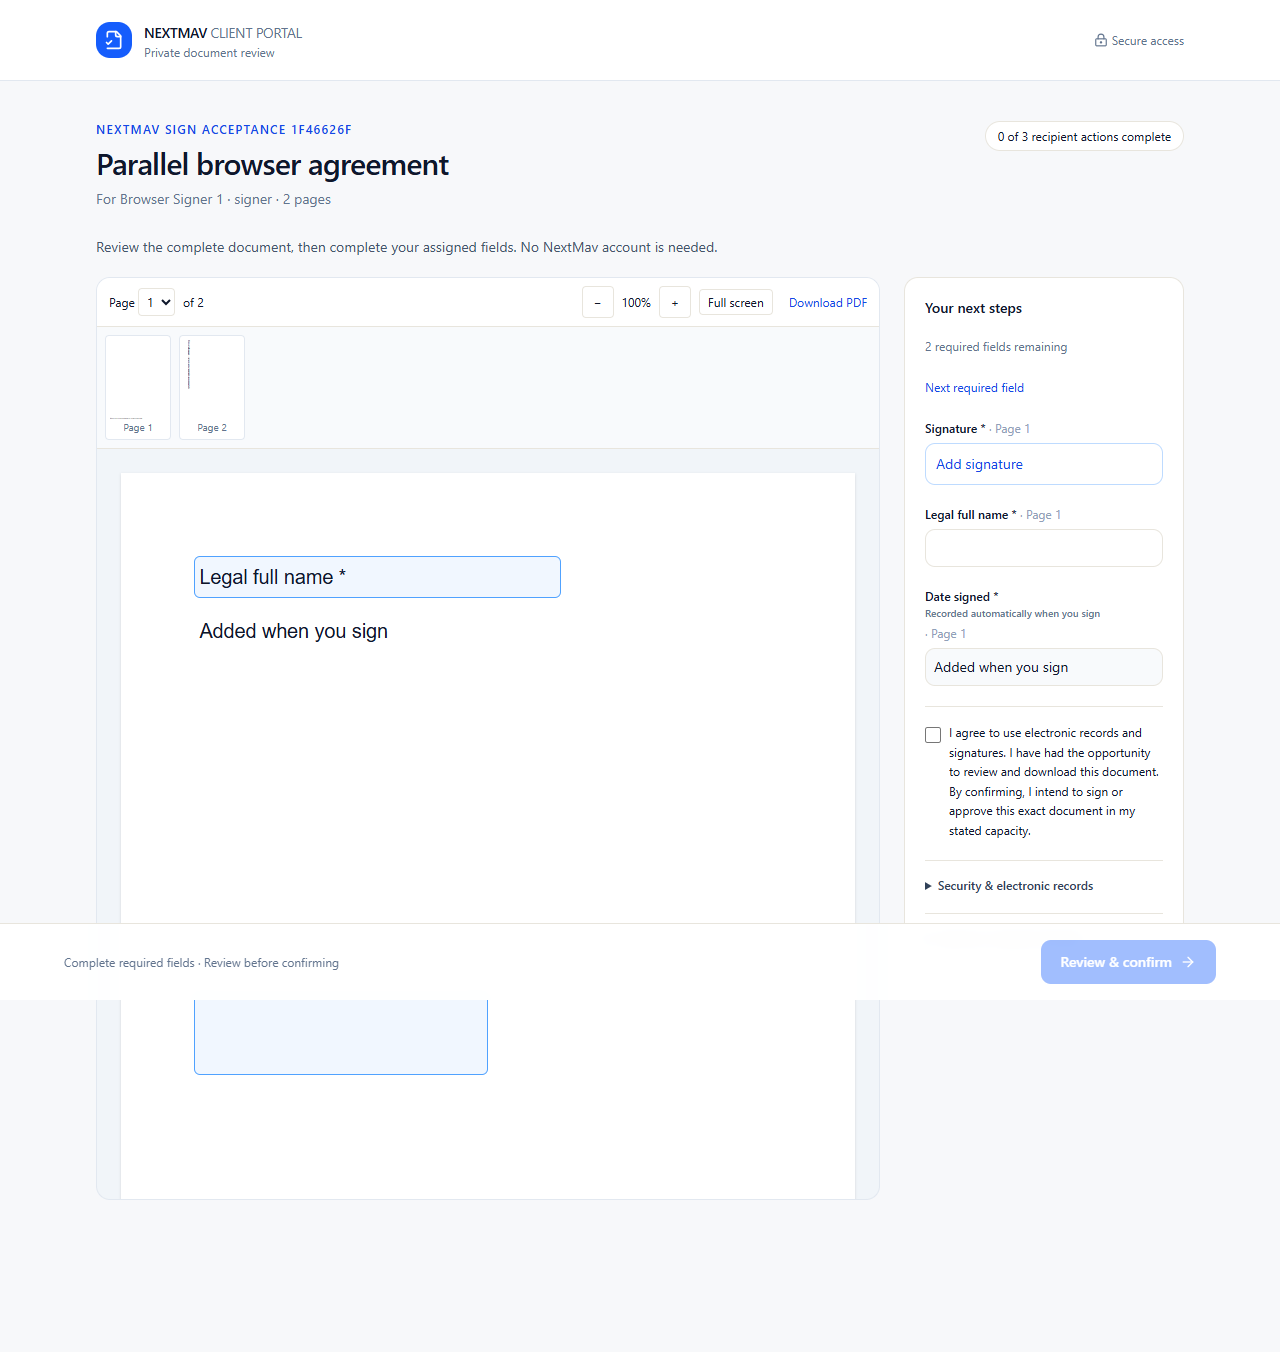 NEXTMAV CLIENT PORTAL
Private document review
Secure access
NEXTMAV SIGN ACCEPTANCE 1F46626F
0 of 3 recipient actions complete
Parallel browser agreement
For Browser Signer 1 · signer · 2 pages
Review the complete document, then complete your assigned fields. No NextMav account is needed.
Page 1 of 2
− 100% + Full screen Download PDF
Page 1
Page 2
Legal full name *
Added when you sign
Your next steps
2 required fields remaining
Next required field
Signature * · Page 1
Add signature
Legal full name * · Page 1
Date signed *
Recorded automatically when you sign
· Page 1
Added when you sign
I agree to use electronic records and
signatures. I have had the opportunity
to review and download this document.
By confirming, I intend to sign or
approve this exact document in my
stated capacity.
Security & electronic records
Complete required fields · Review before confirming
Review & confirm